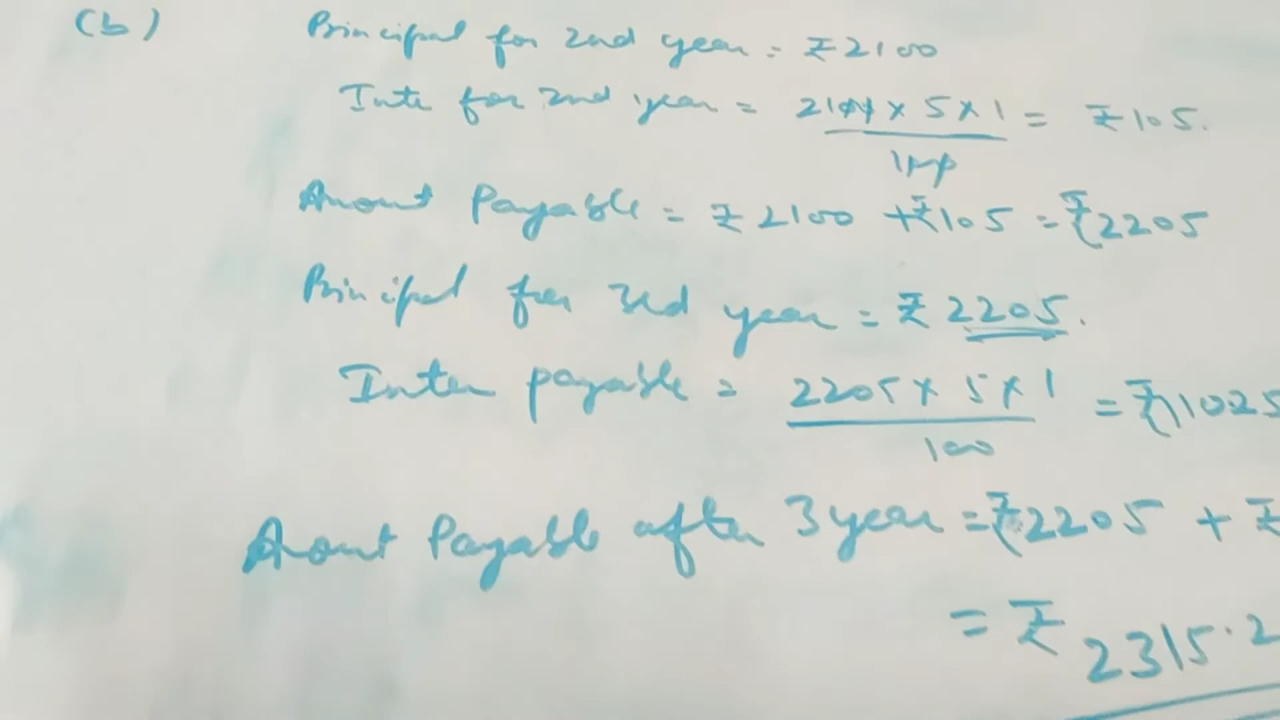 (b) Principal for 2nd year = ₹2100
Inte for 2nd year = 2100 x 5 x 1 / 100 = ₹105.
Amount Payable = ₹2100 + ₹105 = ₹2205
Principal for 3rd year = ₹2205.
Inter payable = 2205 x 5 x 1 / 100 = ₹11025
Amount Payable after 3 year = ₹2205 + ₹
= ₹2315.2